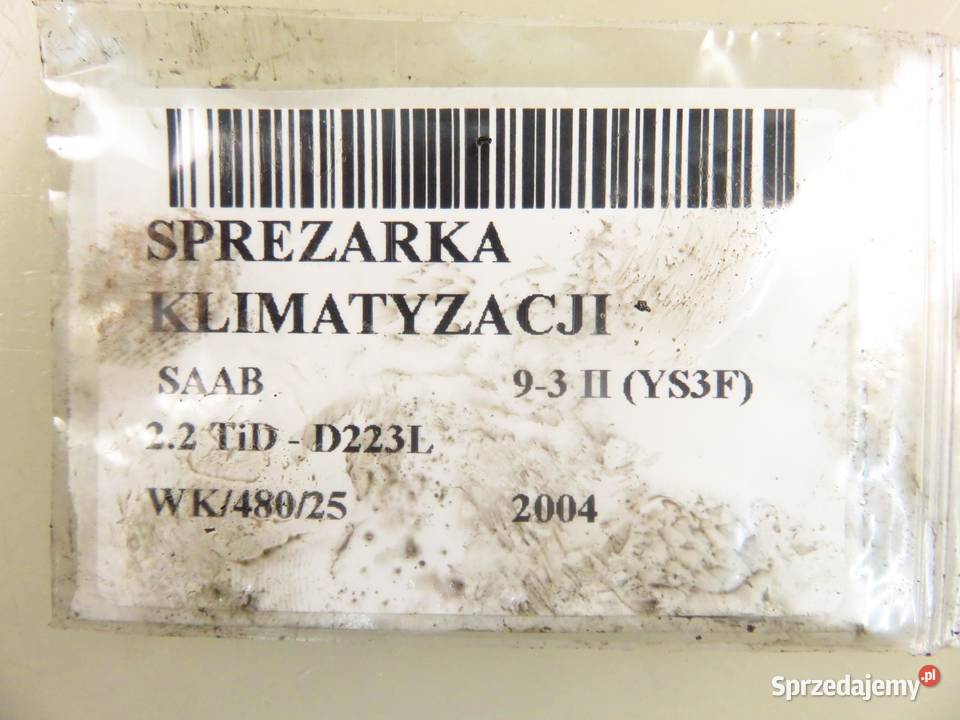 SPREZARKA
KLIMATYZACJI
SAAB 9-3 II (YS3F)
2.2 TiD - D223L
WK/480/25 2004
Sprzedajemy.pl